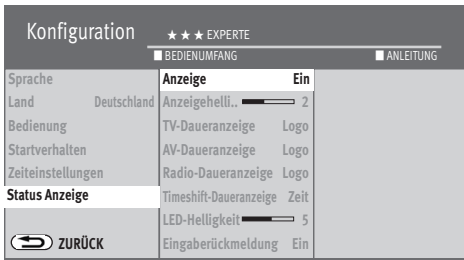 Konfiguration ★ ★ ★ EXPERTE
BEDIENUMFANG ANLEITUNG
Sprache Anzeige Ein
Land Deutschland Anzeigehelli.. 2
Bedienung TV-Daueranzeige Logo
Startverhalten AV-Daueranzeige Logo
Zeiteinstellungen Radio-Daueranzeige Logo
Status Anzeige Timeshift-Daueranzeige Zeit
LED-Helligkeit 5
ZURÜCK Eingaberückmeldung Ein